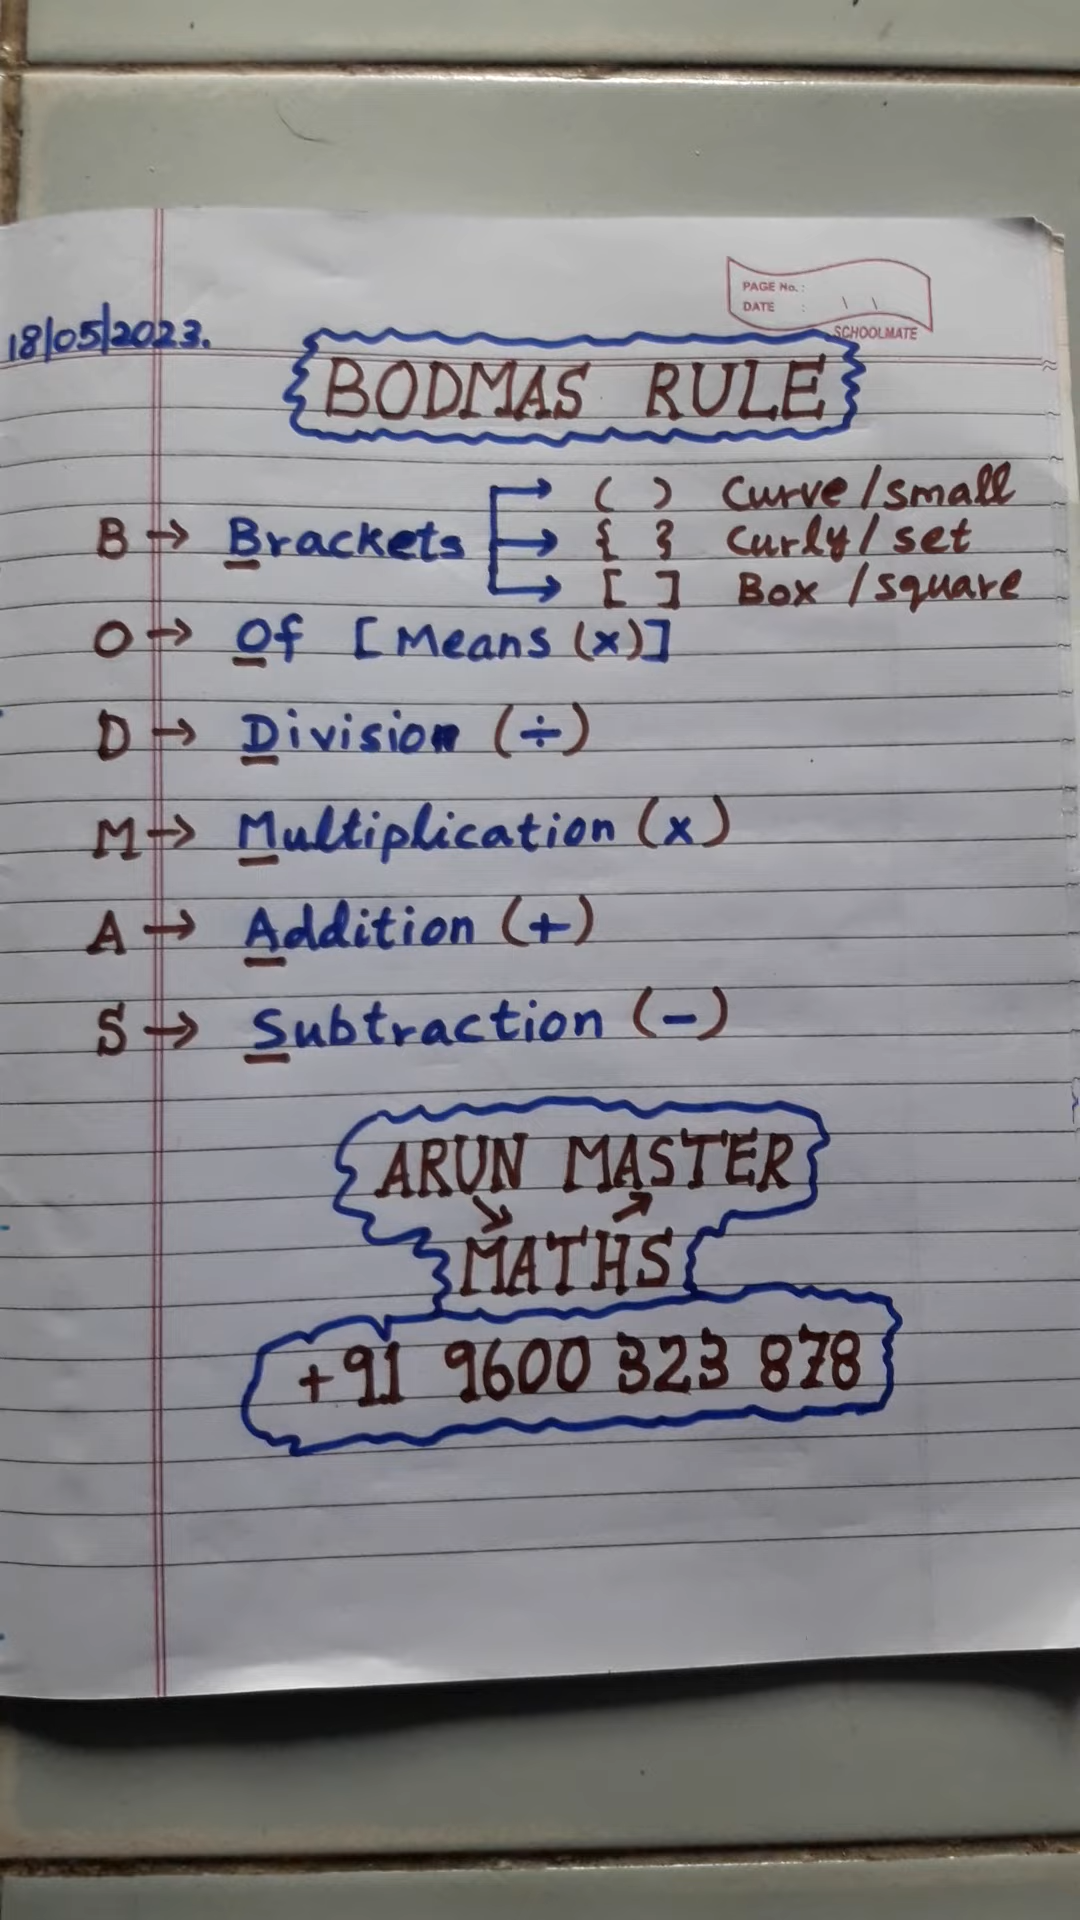 PAGE No. :
DATE : \ \
SCHOOLMATE
18/05/2023.
BODMAS RULE
( ) Curve/small
B → Brackets → { } Curly/set
[ ] Box/square
O → Of [Means (x)]
D → Division (÷)
M → Multiplication (x)
A → Addition (+)
S → Subtraction (-)
ARUN MASTER
MATHS
+91 9600 323 878